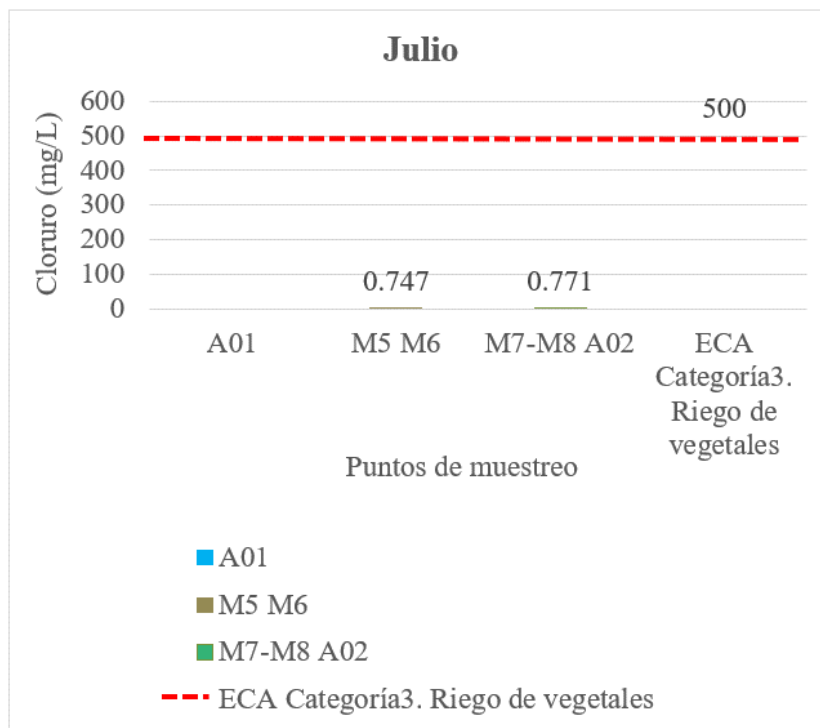 Julio
Cloruro (mg/L)
600
500
400
300
200
100
0
500
0.747
0.771
A01
M5 M6
M7-M8 A02
ECA
Categoría3.
Riego de
vegetales
Puntos de muestreo
A01
M5 M6
M7-M8 A02
ECA Categoría3. Riego de vegetales